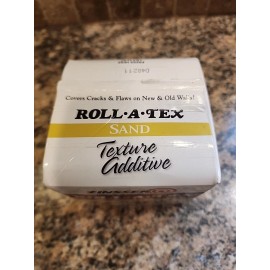 Covers Cracks & Flaws on New & Old Walls!
ROLL•A•TEX
SAND
Texture
Additive